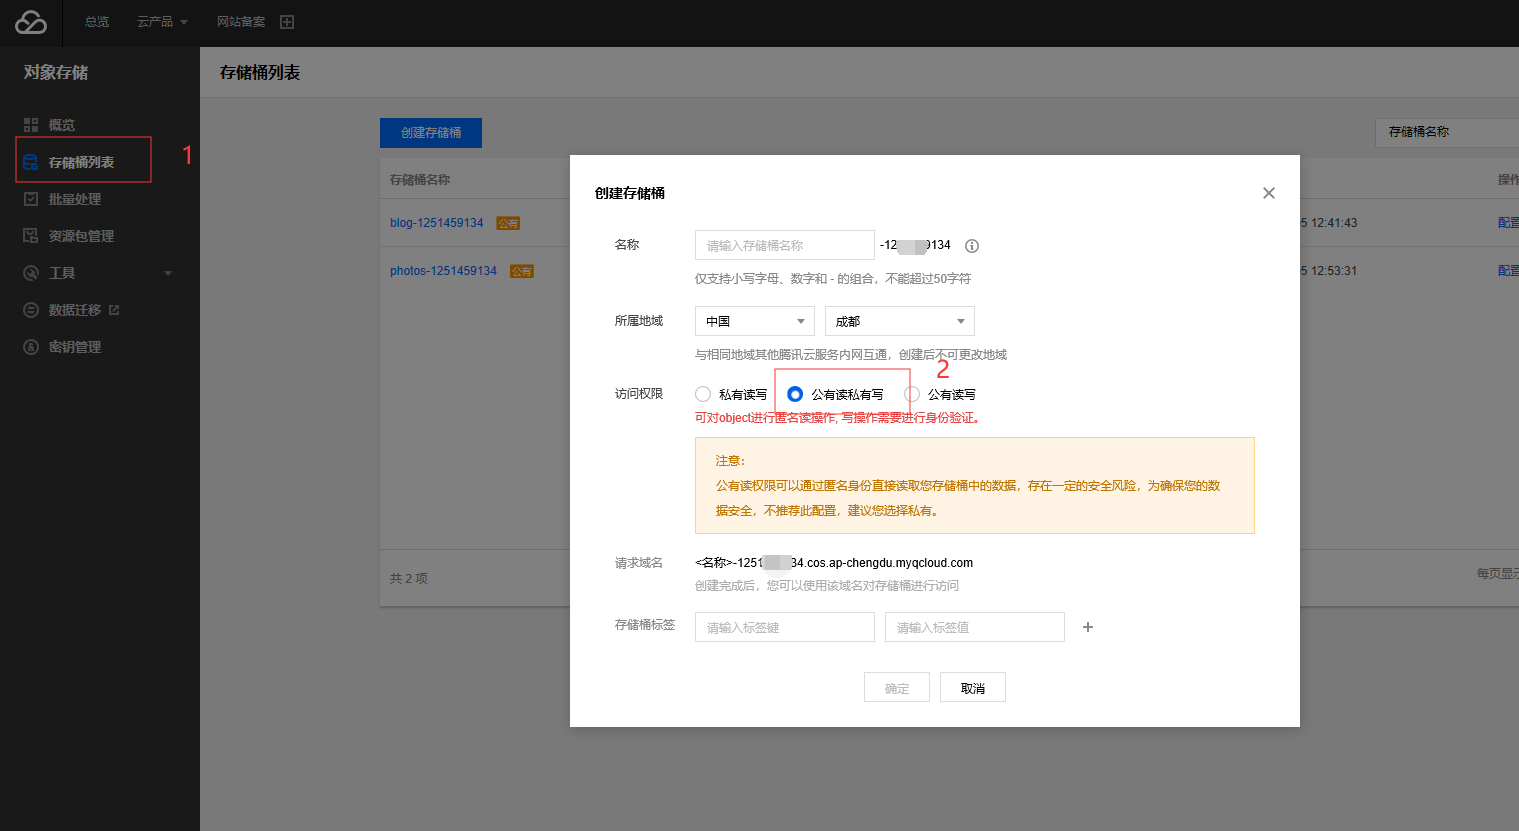 总览 云产品 网站备案
对象存储
概览
存储桶列表
1
批量处理
资源包管理
工具
数据迁移
密钥管理
存储桶列表
创建存储桶
存储桶名称
存储桶名称
blog-1251459134 公有
5 12:41:43
配置
photos-1251459134 公有
5 12:53:31
配置
共 2 项
每页显示
创建存储桶
名称 请输入存储桶名称 -12 9134
仅支持小写字母、数字和 - 的组合，不能超过50字符
所属地域 中国 成都
与相同地域其他腾讯云服务内网互通，创建后不可更改地域
2
访问权限 私有读写 公有读私有写 公有读写
可对object进行匿名读操作, 写操作需要进行身份验证。
注意：
公有读权限可以通过匿名身份直接读取您存储桶中的数据，存在一定的安全风险，为确保您的数
据安全，不推荐此配置，建议您选择私有。
请求域名 <名称>-1251 34.cos.ap-chengdu.myqcloud.com
创建完成后，您可以使用该域名对存储桶进行访问
存储桶标签 请输入标签键 请输入标签值
确定 取消